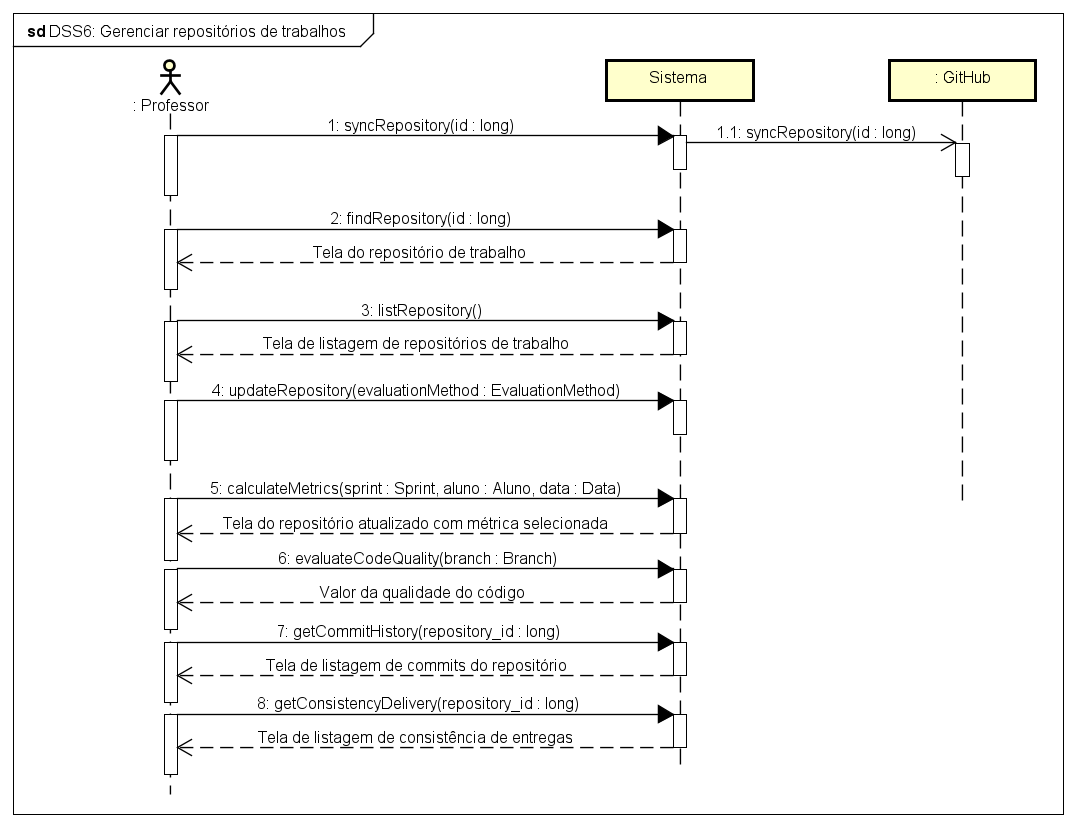 sd DSS6: Gerenciar repositórios de trabalhos
: Professor
Sistema
: GitHub
1: syncRepository(id : long)
1.1: syncRepository(id : long)
2: findRepository(id : long)
Tela do repositório de trabalho
3: listRepository()
Tela de listagem de repositórios de trabalho
4: updateRepository(evaluationMethod : EvaluationMethod)
5: calculateMetrics(sprint : Sprint, aluno : Aluno, data : Data)
Tela do repositório atualizado com métrica selecionada
6: evaluateCodeQuality(branch : Branch)
Valor da qualidade do código
7: getCommitHistory(repository_id : long)
Tela de listagem de commits do repositório
8: getConsistencyDelivery(repository_id : long)
Tela de listagem de consistência de entregas